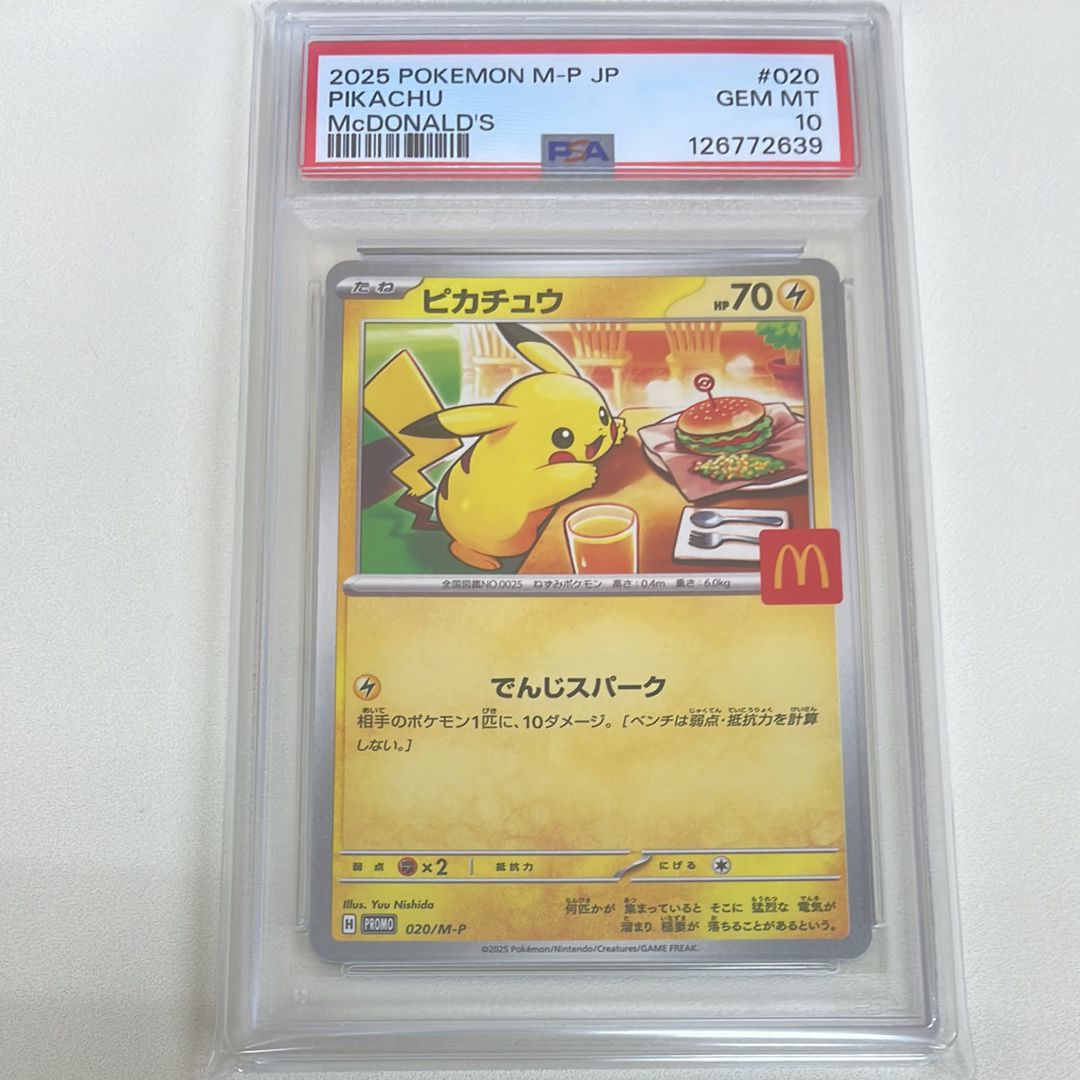 2025 POKEMON M-P JP #020
PIKACHU GEM MT
McDONALD'S 10
PSA 126772639
たね ピカチュウ HP70
全国図鑑NO.0025 ねずみポケモン 高さ:0.4m 重さ:6.0kg
M
でんじスパーク
相手のポケモン1匹に、10ダメージ。[ベンチは弱点・抵抗力を計算
しない。]
弱点 ×2 抵抗力 にげる
Illus. Yuu Nishida
何匹かが 集まっていると そこに 猛烈な 電気が
溜まり 稲妻が 落ちることがあるという。
H PROMO 020/M-P
©2025 Pokémon/Nintendo/Creatures/GAME FREAK.